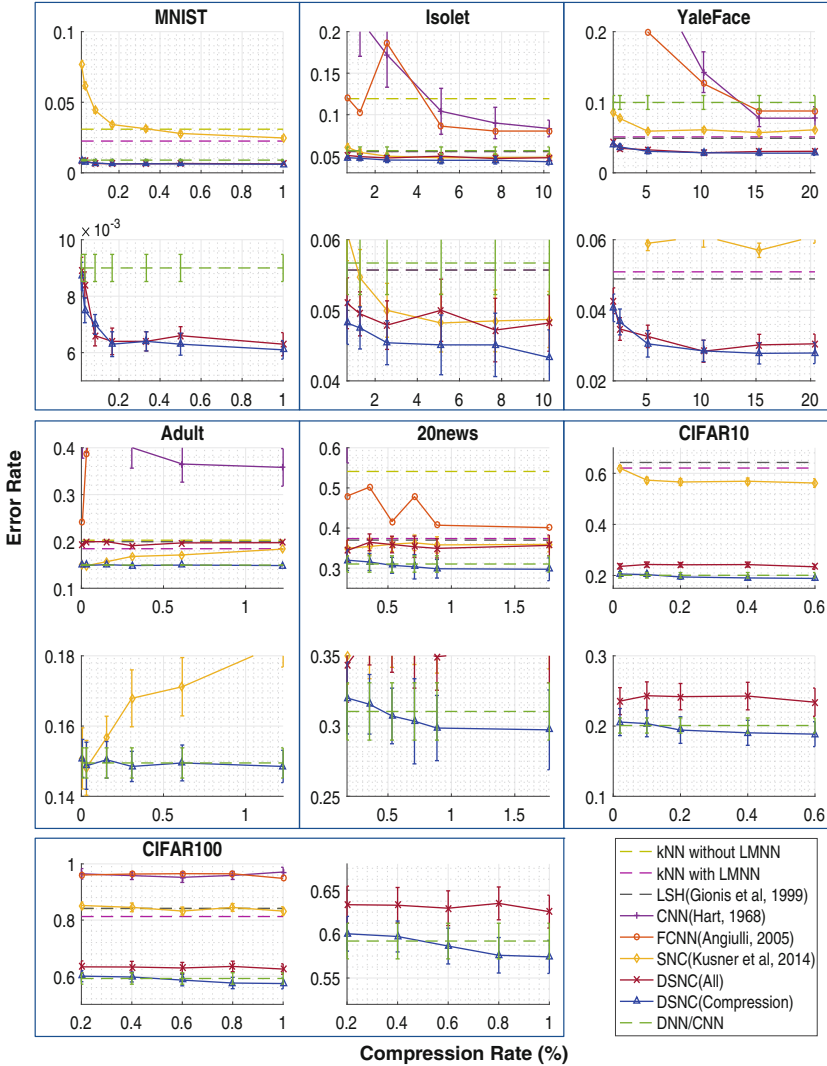 MNIST
Isolet
YaleFace
0.1
0.05
0
0.2 0.4 0.6 0.8 1
0.2
0.15
0.1
0.05
2 4 6 8 10
0.2
0.1
0
5 10 15 20
× 10⁻³
10
8
6
0.2 0.4 0.6 0.8 1
0.06
0.05
0.04
2 4 6 8 10
0.06
0.04
0.02
5 10 15 20
Error Rate
Adult
20news
CIFAR10
0.4
0.3
0.2
0.1
0 0.5 1
0.6
0.5
0.4
0.3
0.5 1 1.5
0.6
0.4
0.2
0 0.2 0.4 0.6
0.18
0.16
0.14
0 0.5 1
0.35
0.3
0.25
0.5 1 1.5
0.3
0.2
0.1
0 0.2 0.4 0.6
CIFAR100
1
0.8
0.6
0.2 0.4 0.6 0.8 1
0.65
0.6
0.55
0.2 0.4 0.6 0.8 1
kNN without LMNN
kNN with LMNN
LSH(Gionis et al, 1999)
CNN(Hart, 1968)
FCNN(Angiulli, 2005)
SNC(Kusner et al, 2014)
DSNC(All)
DSNC(Compression)
DNN/CNN
Compression Rate (%)